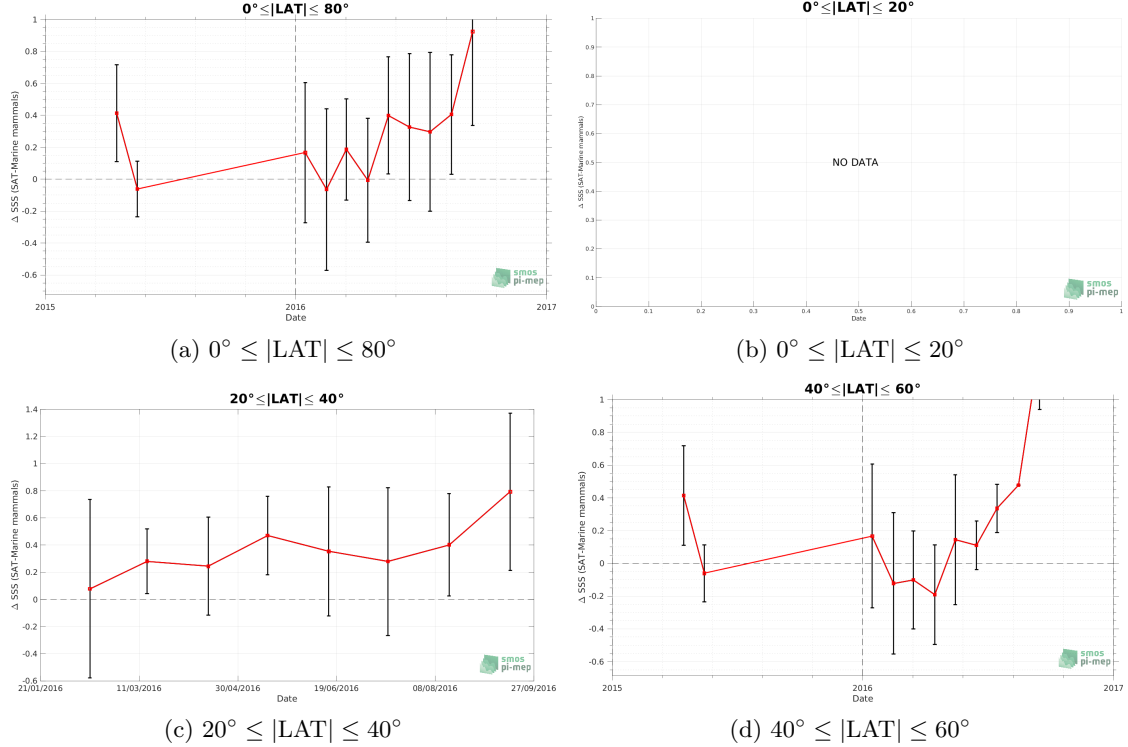 0°≤|LAT|≤ 80°
1
0.8
0.6
0.4
0.2
0
-0.2
-0.4
-0.6
Δ SSS (SAT-Marine mammals)
2015
2016
2017
Date
smos
pi-mep
(a) 0° ≤ |LAT| ≤ 80°
0°≤|LAT|≤ 20°
1
0.9
0.8
0.7
0.6
0.5
0.4
0.3
0.2
0.1
0
Δ SSS (SAT-Marine mammals)
NO DATA
0
0.1
0.2
0.3
0.4
0.5
0.6
0.7
0.8
0.9
1
Date
smos
pi-mep
(b) 0° ≤ |LAT| ≤ 20°
20°≤|LAT|≤ 40°
1.4
1.2
1
0.8
0.6
0.4
0.2
0
-0.2
-0.4
-0.6
Δ SSS (SAT-Marine mammals)
21/01/2016
11/03/2016
30/04/2016
19/06/2016
08/08/2016
27/09/2016
Date
smos
pi-mep
(c) 20° ≤ |LAT| ≤ 40°
40°≤|LAT|≤ 60°
1
0.8
0.6
0.4
0.2
0
-0.2
-0.4
-0.6
Δ SSS (SAT-Marine mammals)
2015
2016
2017
Date
smos
pi-mep
(d) 40° ≤ |LAT| ≤ 60°